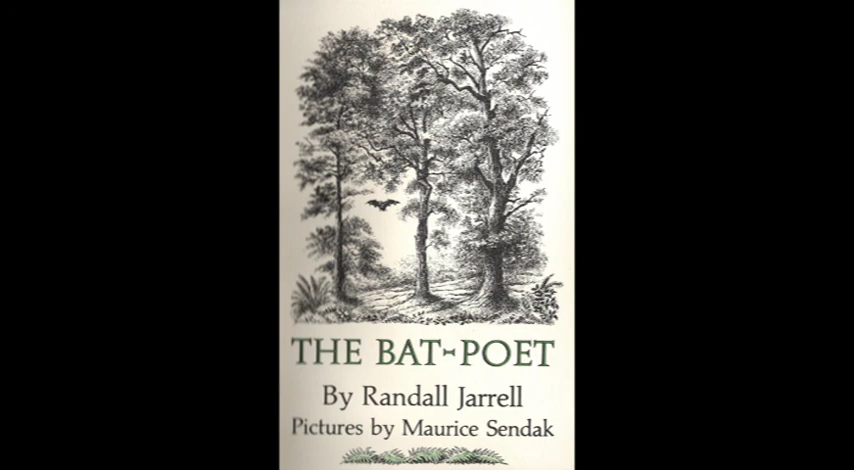 THE BAT-POET
By Randall Jarrell
Pictures by Maurice Sendak